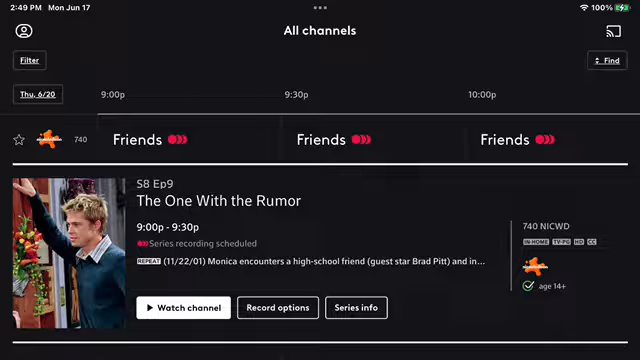 2:49 PM Mon Jun 17
100%
All channels
Filter
Find
Thu, 6/20
9:00p
9:30p
10:00p
740
Friends
Friends
Friends
S8 Ep9
The One With the Rumor
9:00p - 9:30p
Series recording scheduled
REPEAT (11/22/01) Monica encounters a high-school friend (guest star Brad Pitt) and in...
740 NICWD
IN-HOME TV-PG HD CC
age 14+
Watch channel
Record options
Series info